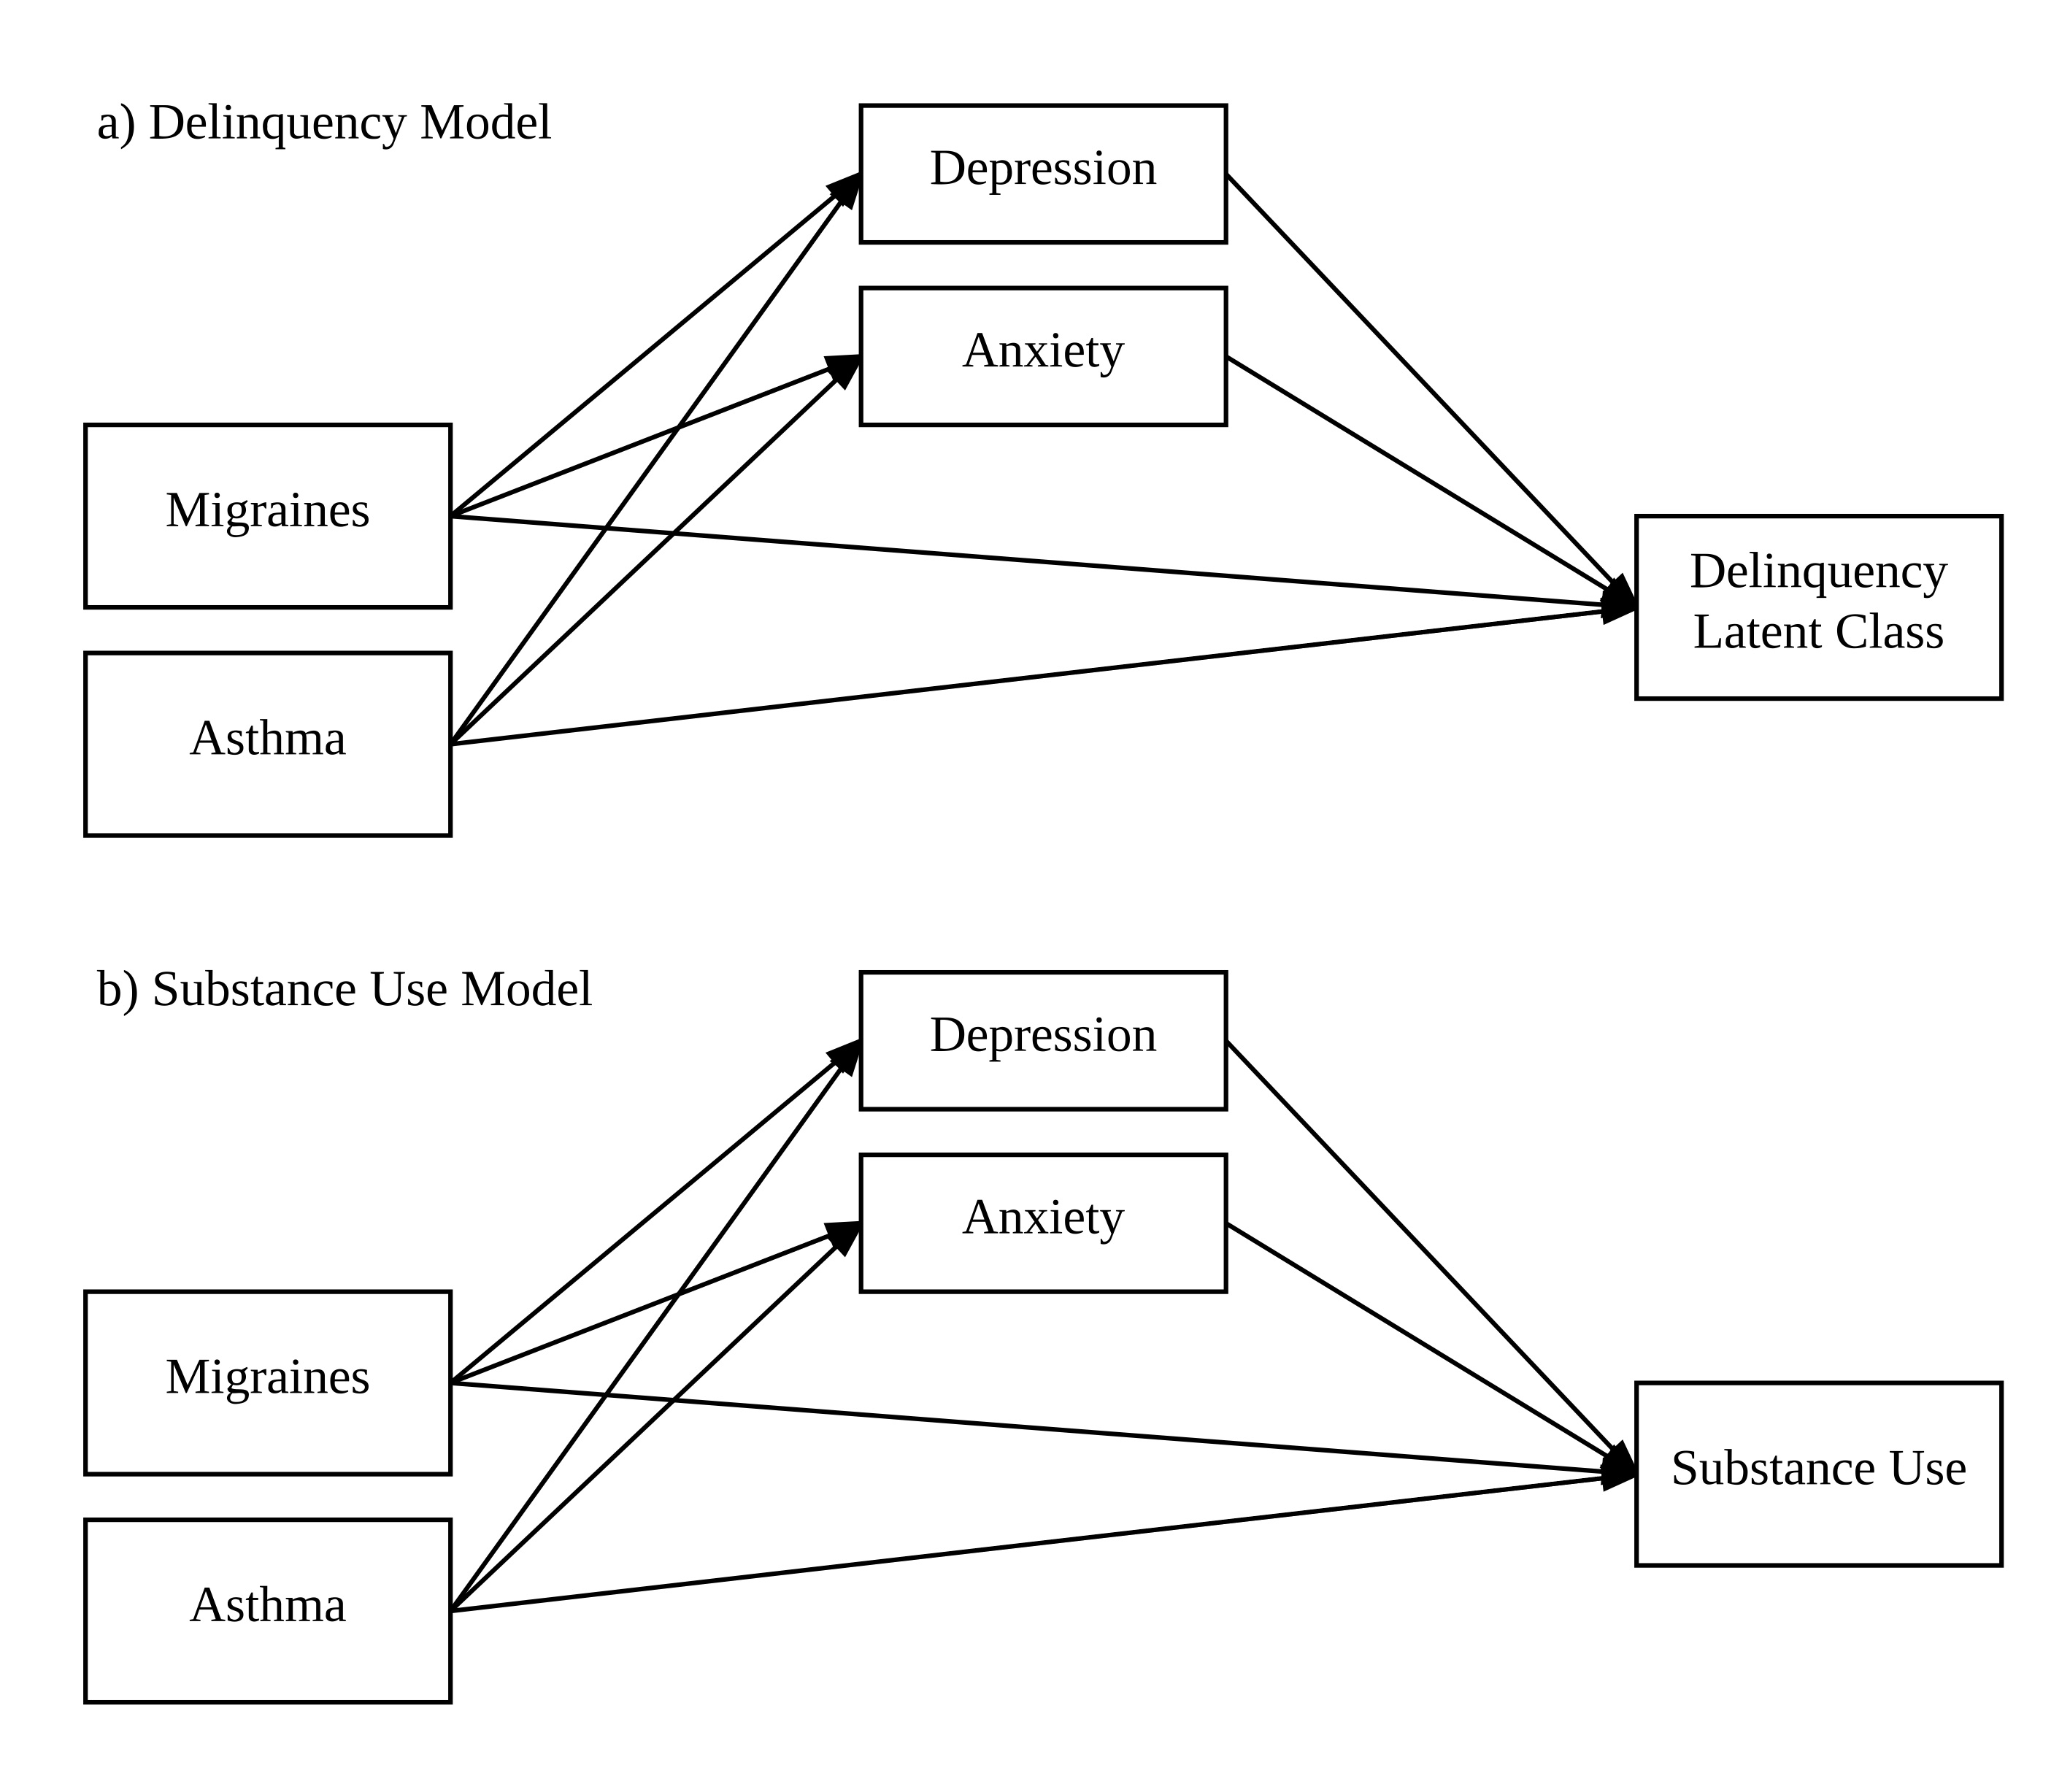 a) Delinquency Model
Depression
Anxiety
Migraines
Delinquency
Latent Class
Asthma
b) Substance Use Model
Depression
Anxiety
Migraines
Substance Use
Asthma